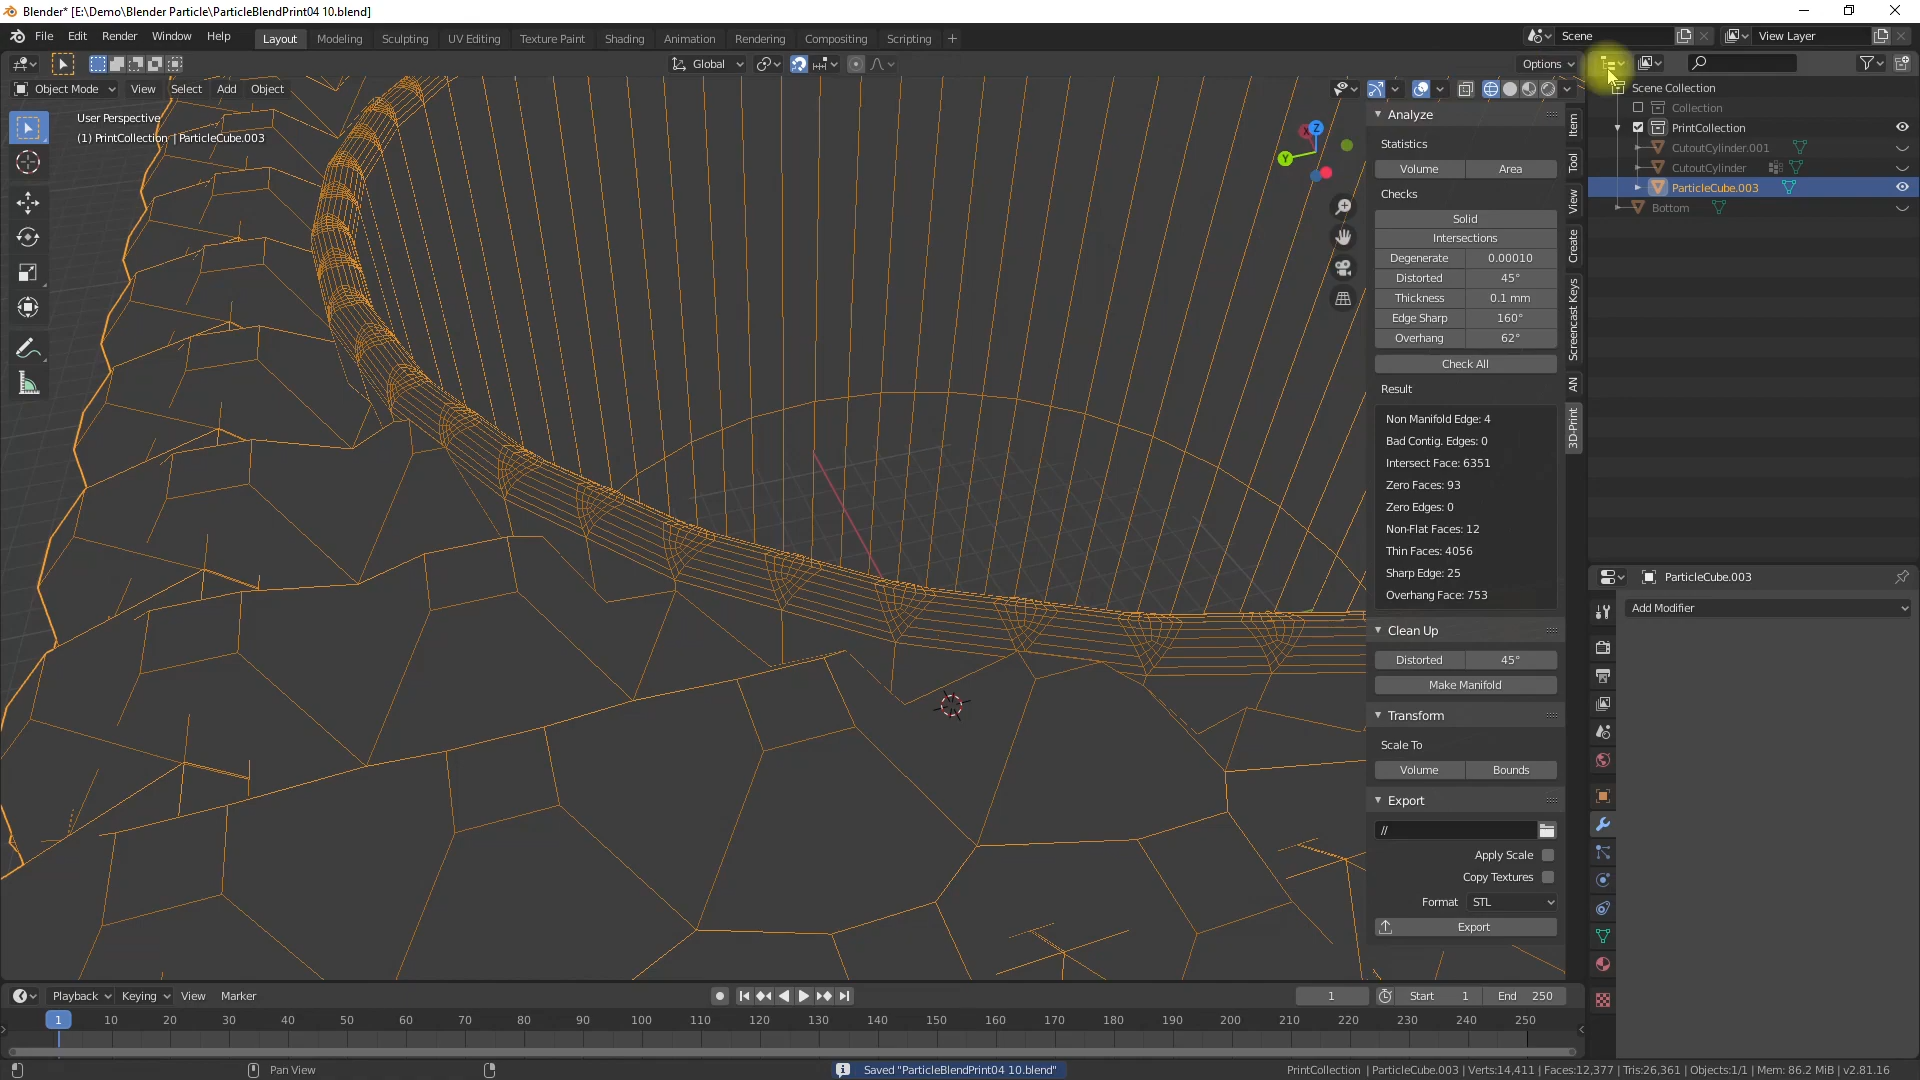 Blender* [E:\Demo\Blender Particle\ParticleBlendPrint04 10.blend]
File Edit Render Window Help Layout Modeling Sculpting UV Editing Texture Paint Shading Animation Rendering Compositing Scripting + Scene View Layer
Global Options
Object Mode View Select Add Object
User Perspective
(1) PrintCollection | ParticleCube.003
Z
X
Y
Analyze
Statistics
Volume Area
Checks
Solid
Intersections
Degenerate 0.00010
Distorted 45°
Thickness 0.1 mm
Edge Sharp 160°
Overhang 62°
Check All
Result
Non Manifold Edge: 4
Bad Contig. Edges: 0
Intersect Face: 6351
Zero Faces: 93
Zero Edges: 0
Non-Flat Faces: 12
Thin Faces: 4056
Sharp Edge: 25
Overhang Face: 753
Clean Up
Distorted 45°
Make Manifold
Transform
Scale To
Volume Bounds
Export
//
Apply Scale
Copy Textures
Format STL
Export
Item
Tool
View
Create
Screencast Keys
AN
3D-Print
Scene Collection
Collection
PrintCollection
CutoutCylinder.001
CutoutCylinder
ParticleCube.003
Bottom
ParticleCube.003
Add Modifier
Playback Keying View Marker 1 Start 1 End 250
1 10 20 30 40 50 60 70 80 90 100 110 120 130 140 150 160 170 180 190 200 210 220 230 240 250
Pan View Saved "ParticleBlendPrint04 10.blend" PrintCollection | ParticleCube.003 | Verts:14,411 | Faces:12,377 | Tris:26,361 | Objects:1/1 | Mem: 86.2 MiB | v2.81.16